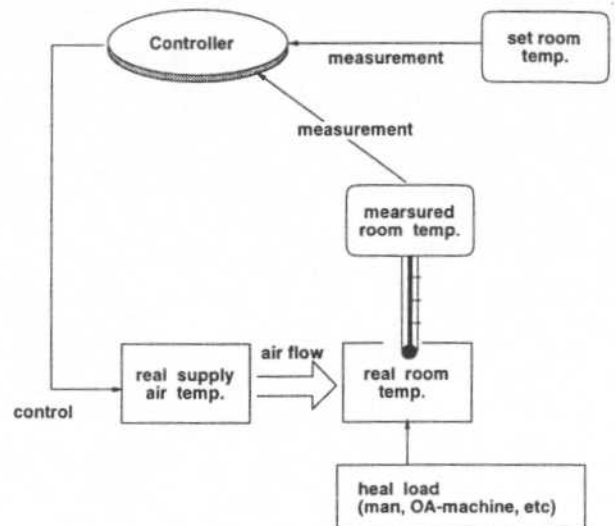 Controller
set room
temp.
measurement
measurement
mearsured
room temp.
air flow
real supply
air temp.
real room
temp.
control
heal load
(man, OA-machine, etc)